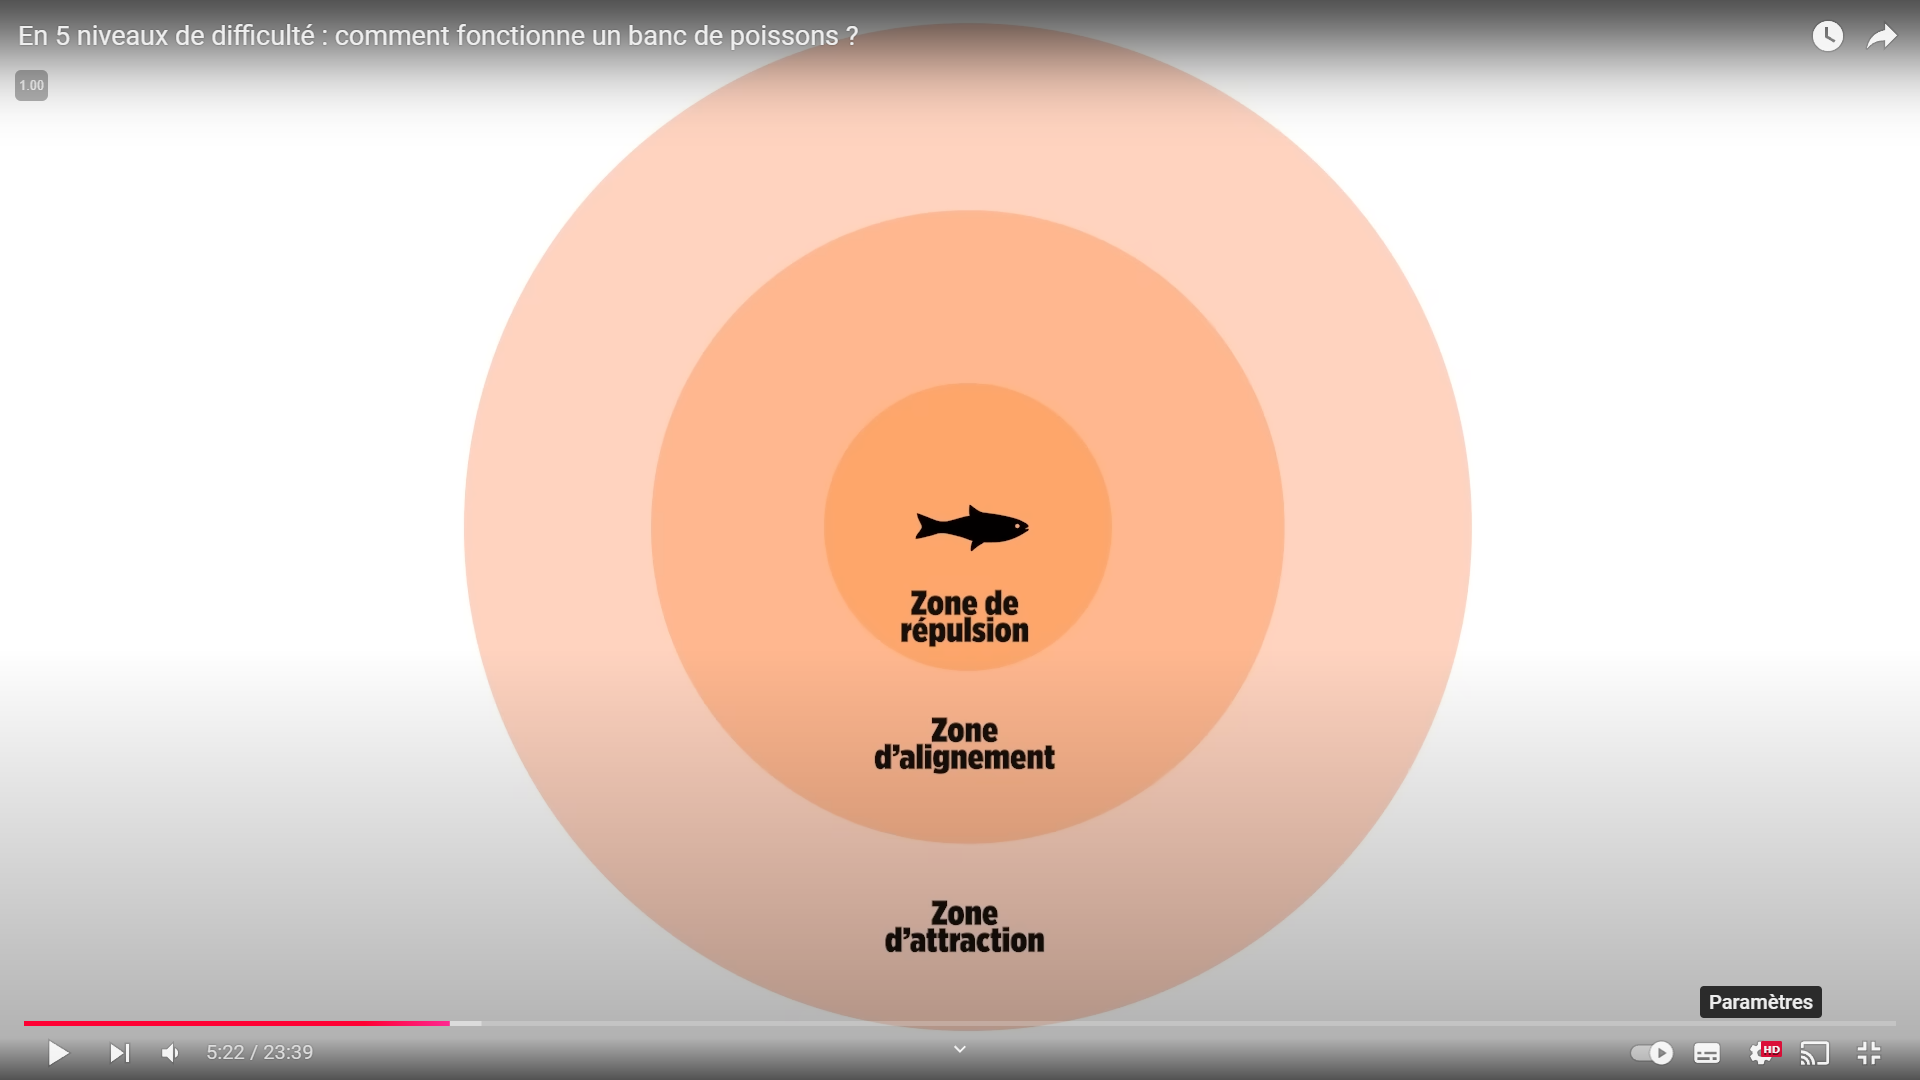 En 5 niveaux de difficulté : comment fonctionne un banc de poissons ?
1.00
Zone de
répulsion
Zone
d’alignement
Zone
d’attraction
Paramètres
5:22 / 23:39
HD